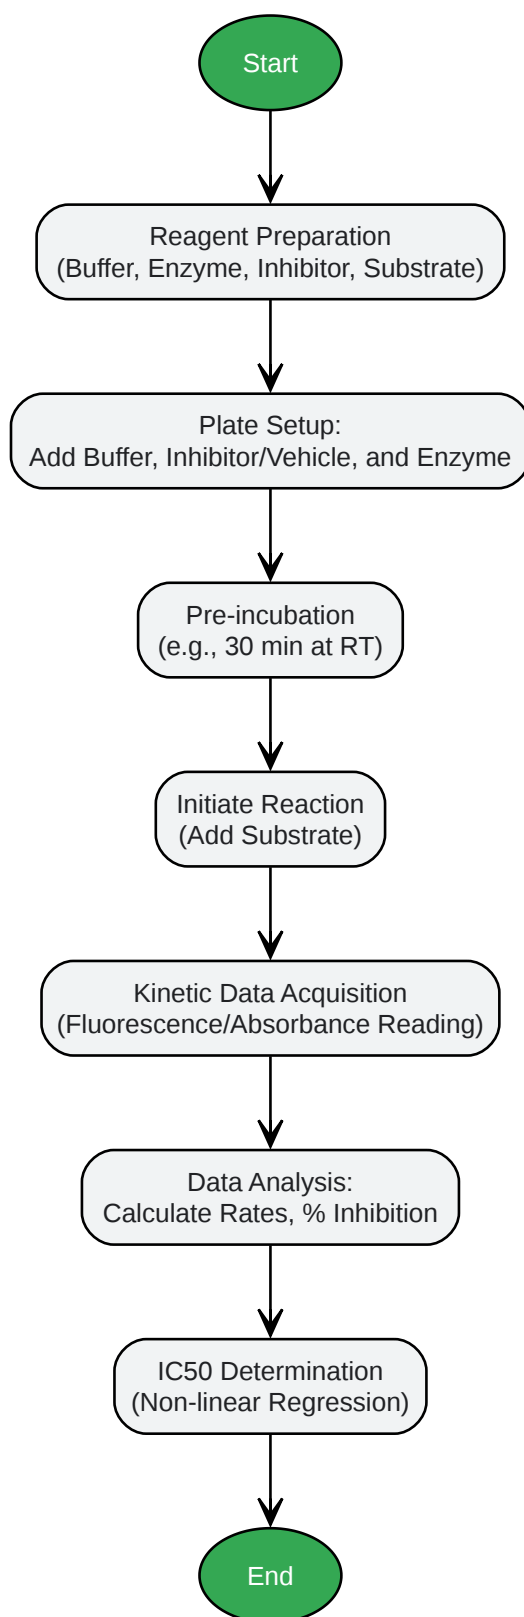 Start
Reagent Preparation
(Buffer, Enzyme, Inhibitor, Substrate)
Plate Setup:
Add Buffer, Inhibitor/Vehicle, and Enzyme
Pre-incubation
(e.g., 30 min at RT)
Initiate Reaction
(Add Substrate)
Kinetic Data Acquisition
(Fluorescence/Absorbance Reading)
Data Analysis:
Calculate Rates, % Inhibition
IC50 Determination
(Non-linear Regression)
End